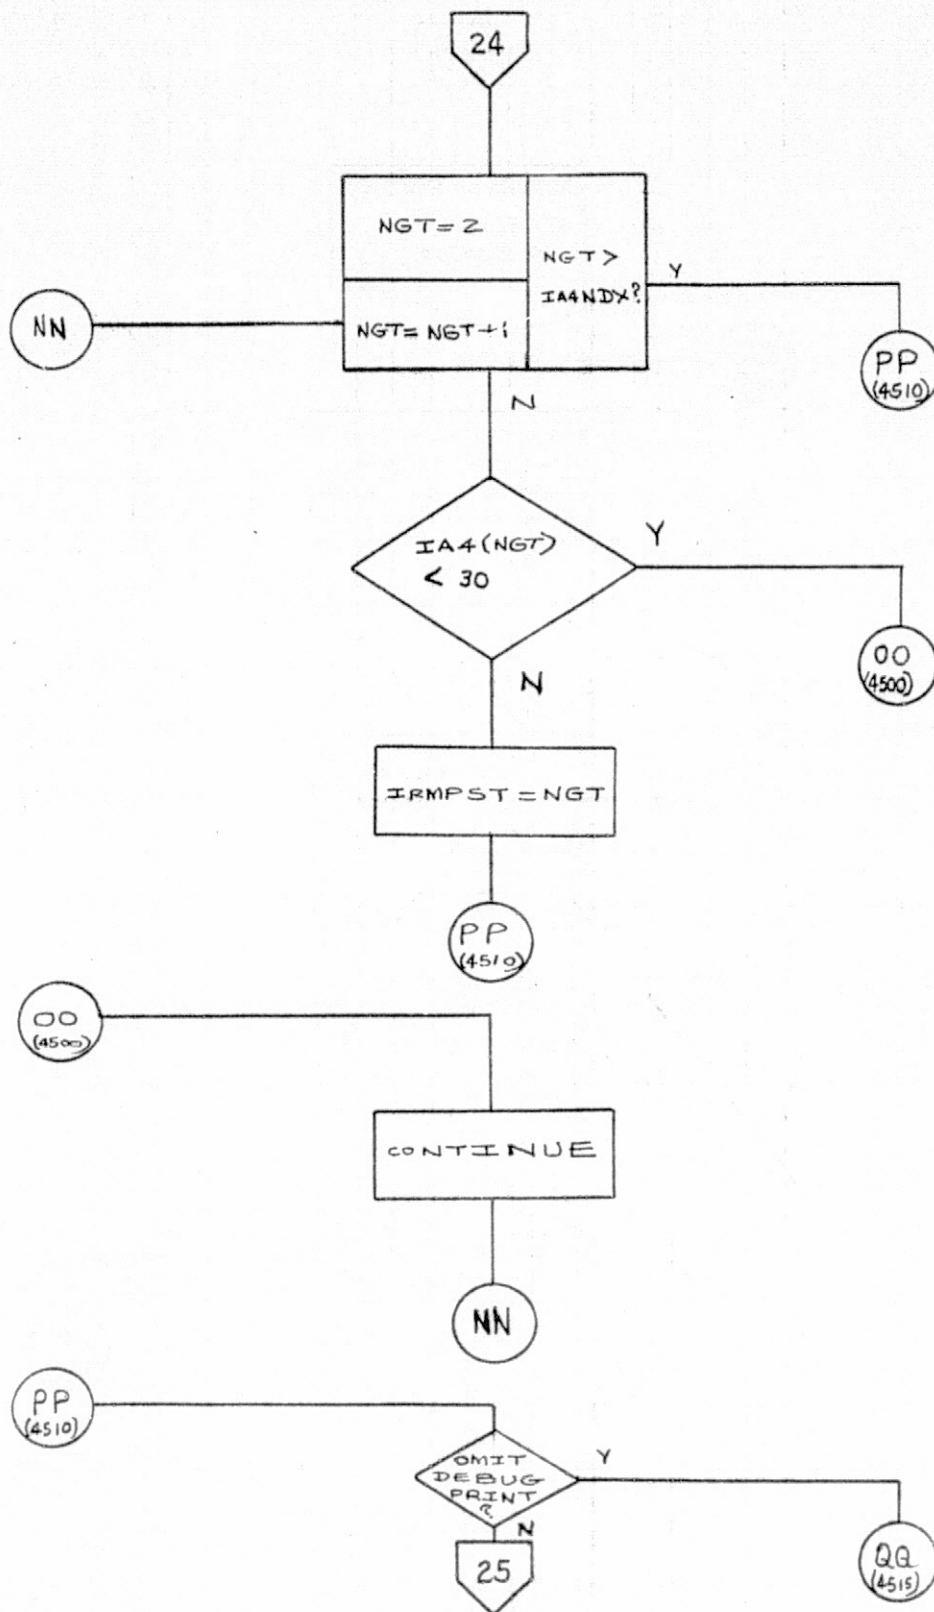 24
NGT=2
NGT >
IA4NDX?
Y
NN
NGT= NGT+1
PP
(4510)
N
IA4(NGT)
< 30
Y
OO
(4500)
N
IRMPST=NGT
PP
(4510)
OO
(4500)
CONTINUE
NN
PP
(4510)
OMIT
DEBUG
PRINT
?
Y
N
25
QQ
(4515)